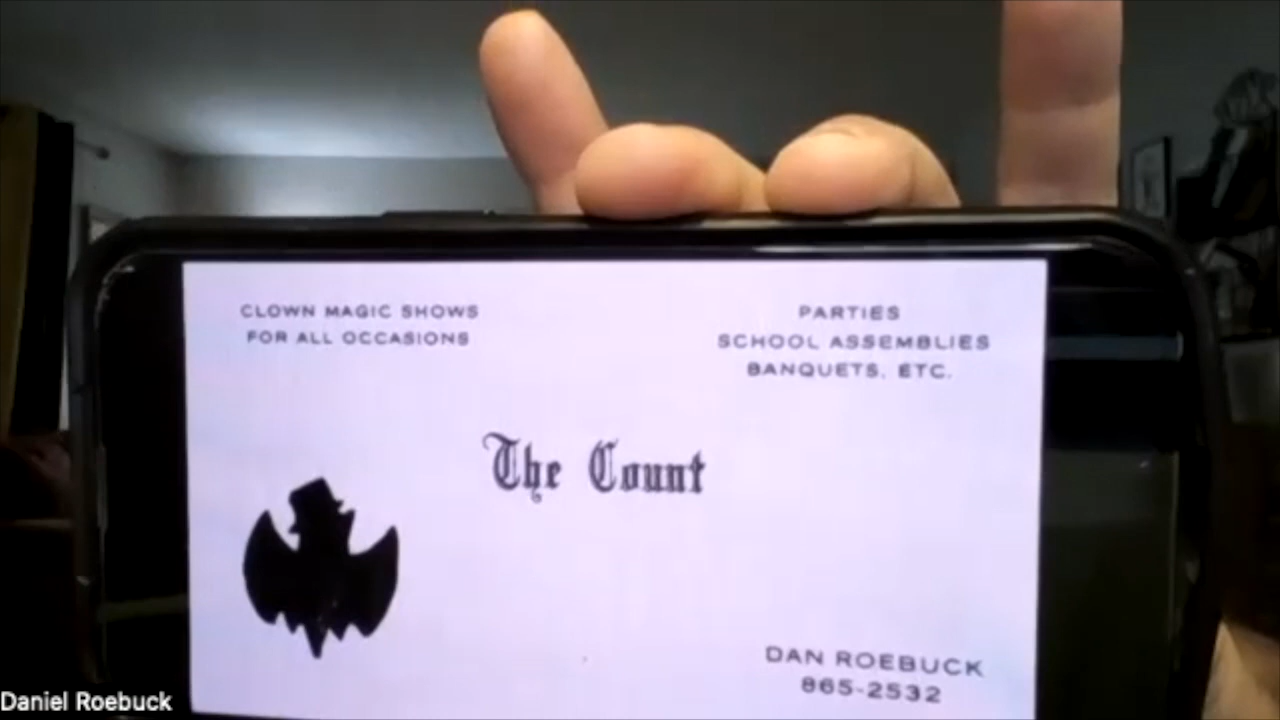 CLOWN MAGIC SHOWS
FOR ALL OCCASIONS
PARTIES
SCHOOL ASSEMBLIES
BANQUETS, ETC.
The Count
DAN ROEBUCK
865-2532
Daniel Roebuck